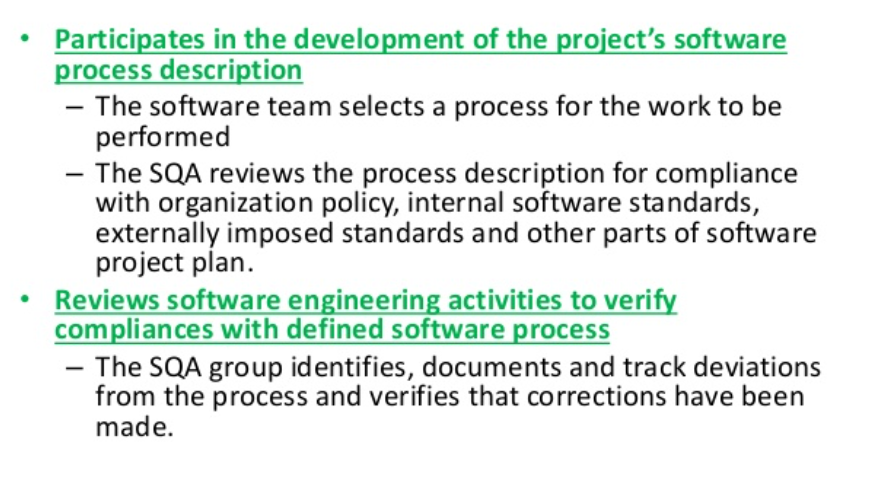 • Participates in the development of the project's software
process description
– The software team selects a process for the work to be
performed
– The SQA reviews the process description for compliance
with organization policy, internal software standards,
externally imposed standards and other parts of software
project plan.
• Reviews software engineering activities to verify
compliances with defined software process
– The SQA group identifies, documents and track deviations
from the process and verifies that corrections have been
made.